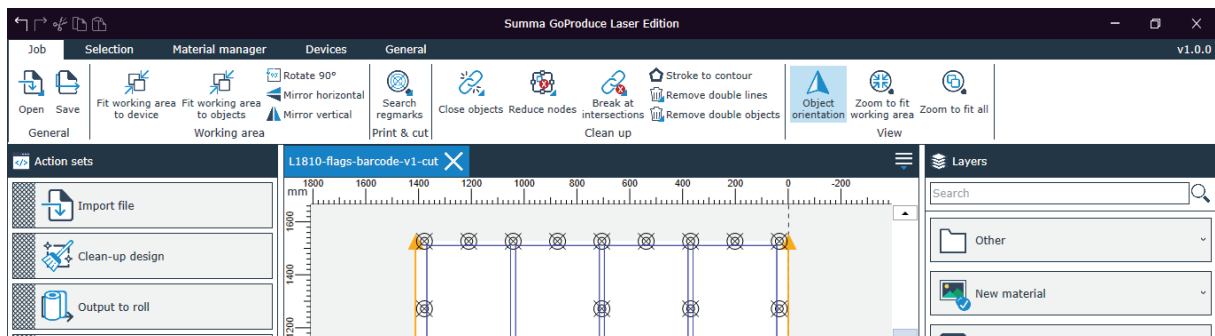 Summa GoProduce Laser Edition
Job Selection Material manager Devices General v1.0.0
Open Save
General
Fit working area to device
Fit working area to objects
Rotate 90°
Mirror horizontal
Mirror vertical
Working area
Search regmarks
Print & cut
Close objects
Reduce nodes
Break at intersections
Stroke to contour
Remove double lines
Remove double objects
Clean up
Object orientation
Zoom to fit working area
Zoom to fit all
View
Action sets
Import file
Clean-up design
Output to roll
L1810-flags-barcode-v1-cut
mm 1800 1600 1400 1200 1000 800 600 400 200 0 -200
1600
1400
1200
Layers
Search
Other
New material